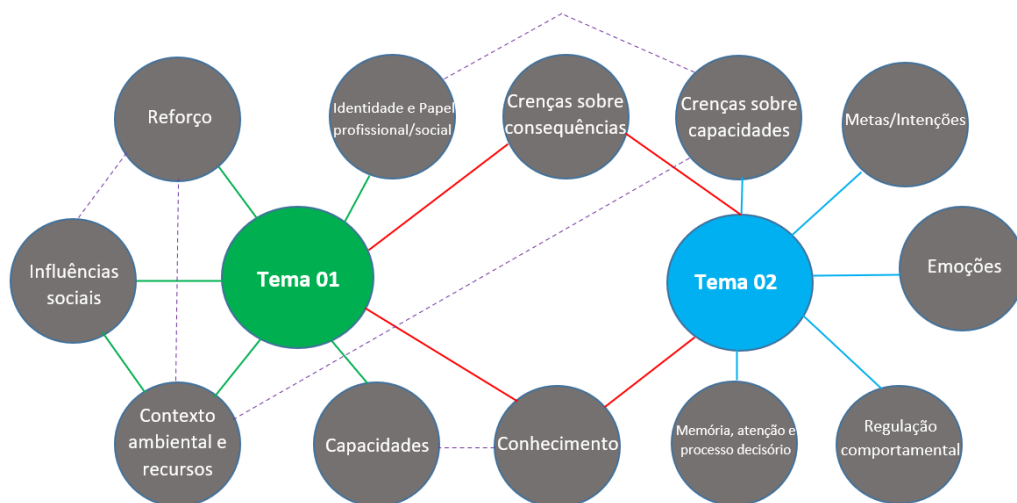 Reforço
Identidade e Papel
profissional/social
Crenças sobre
consequências
Crenças sobre
capacidades
Metas/Intenções
Influências
sociais
Tema 01
Tema 02
Emoções
Contexto
ambiental e
recursos
Capacidades
Conhecimento
Memória, atenção e
processo decisório
Regulação
comportamental